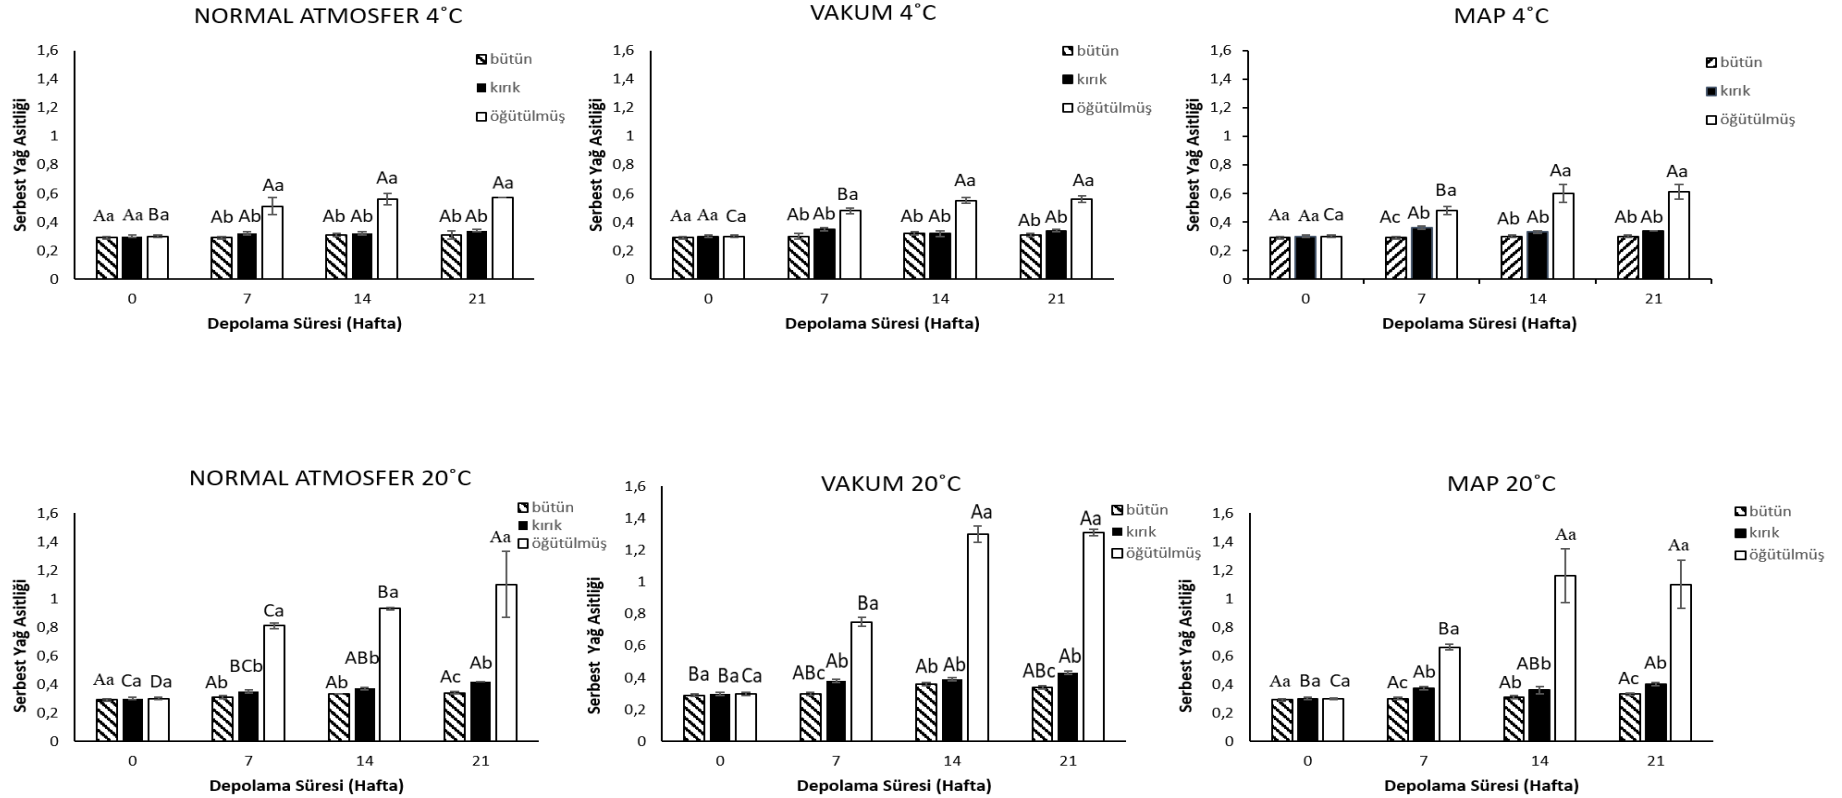 NORMAL ATMOSFER 4˚C
Serbest Yağ Asitliği
1,6
1,4
1,2
1
0,8
0,6
0,4
0,2
0
bütün
kırık
öğütülmüş
Aa Aa Ba
Ab Ab Aa
Ab Ab Aa
Ab Ab Aa
0 7 14 21
Depolama Süresi (Hafta)
VAKUM 4˚C
Serbest Yağ Asitliği
1,6
1,4
1,2
1
0,8
0,6
0,4
0,2
0
bütün
kırık
öğütülmüş
Aa Aa Ca
Ab Ab Ba
Ab Ab Aa
Ab Ab Aa
0 7 14 21
Depolama Süresi (Hafta)
MAP 4˚C
Serbest Yağ Asitliği
1,6
1,4
1,2
1
0,8
0,6
0,4
0,2
0
bütün
kırık
öğütülmüş
Aa Aa Ca
Ac Ab Ba
Ab Ab Aa
Ab Ab Aa
0 7 14 21
Depolama Süresi (Hafta)
NORMAL ATMOSFER 20˚C
Serbest Yağ Asitliği
1,6
1,4
1,2
1
0,8
0,6
0,4
0,2
0
bütün
kırık
öğütülmüş
Aa Ca Da
Ab BCb Ca
Ab ABb Ba
Ac Ab Aa
0 7 14 21
Depolama Süresi (Hafta)
VAKUM 20˚C
Serbest Yağ Asitliği
1,6
1,4
1,2
1
0,8
0,6
0,4
0,2
0
bütün
kırık
öğütülmüş
Ba Ba Ca
ABc Ab Ba
Ab Ab Aa
ABc Ab Aa
0 7 14 21
Depolama Süresi (Hafta)
MAP 20˚C
Serbest Yağ Asitliği
1,6
1,4
1,2
1
0,8
0,6
0,4
0,2
0
bütün
kırık
öğütülmüş
Aa Ba Ca
Ac Ab Ba
Ab ABb Aa
Ac Ab Aa
0 7 14 21
Depolama Süresi (Hafta)